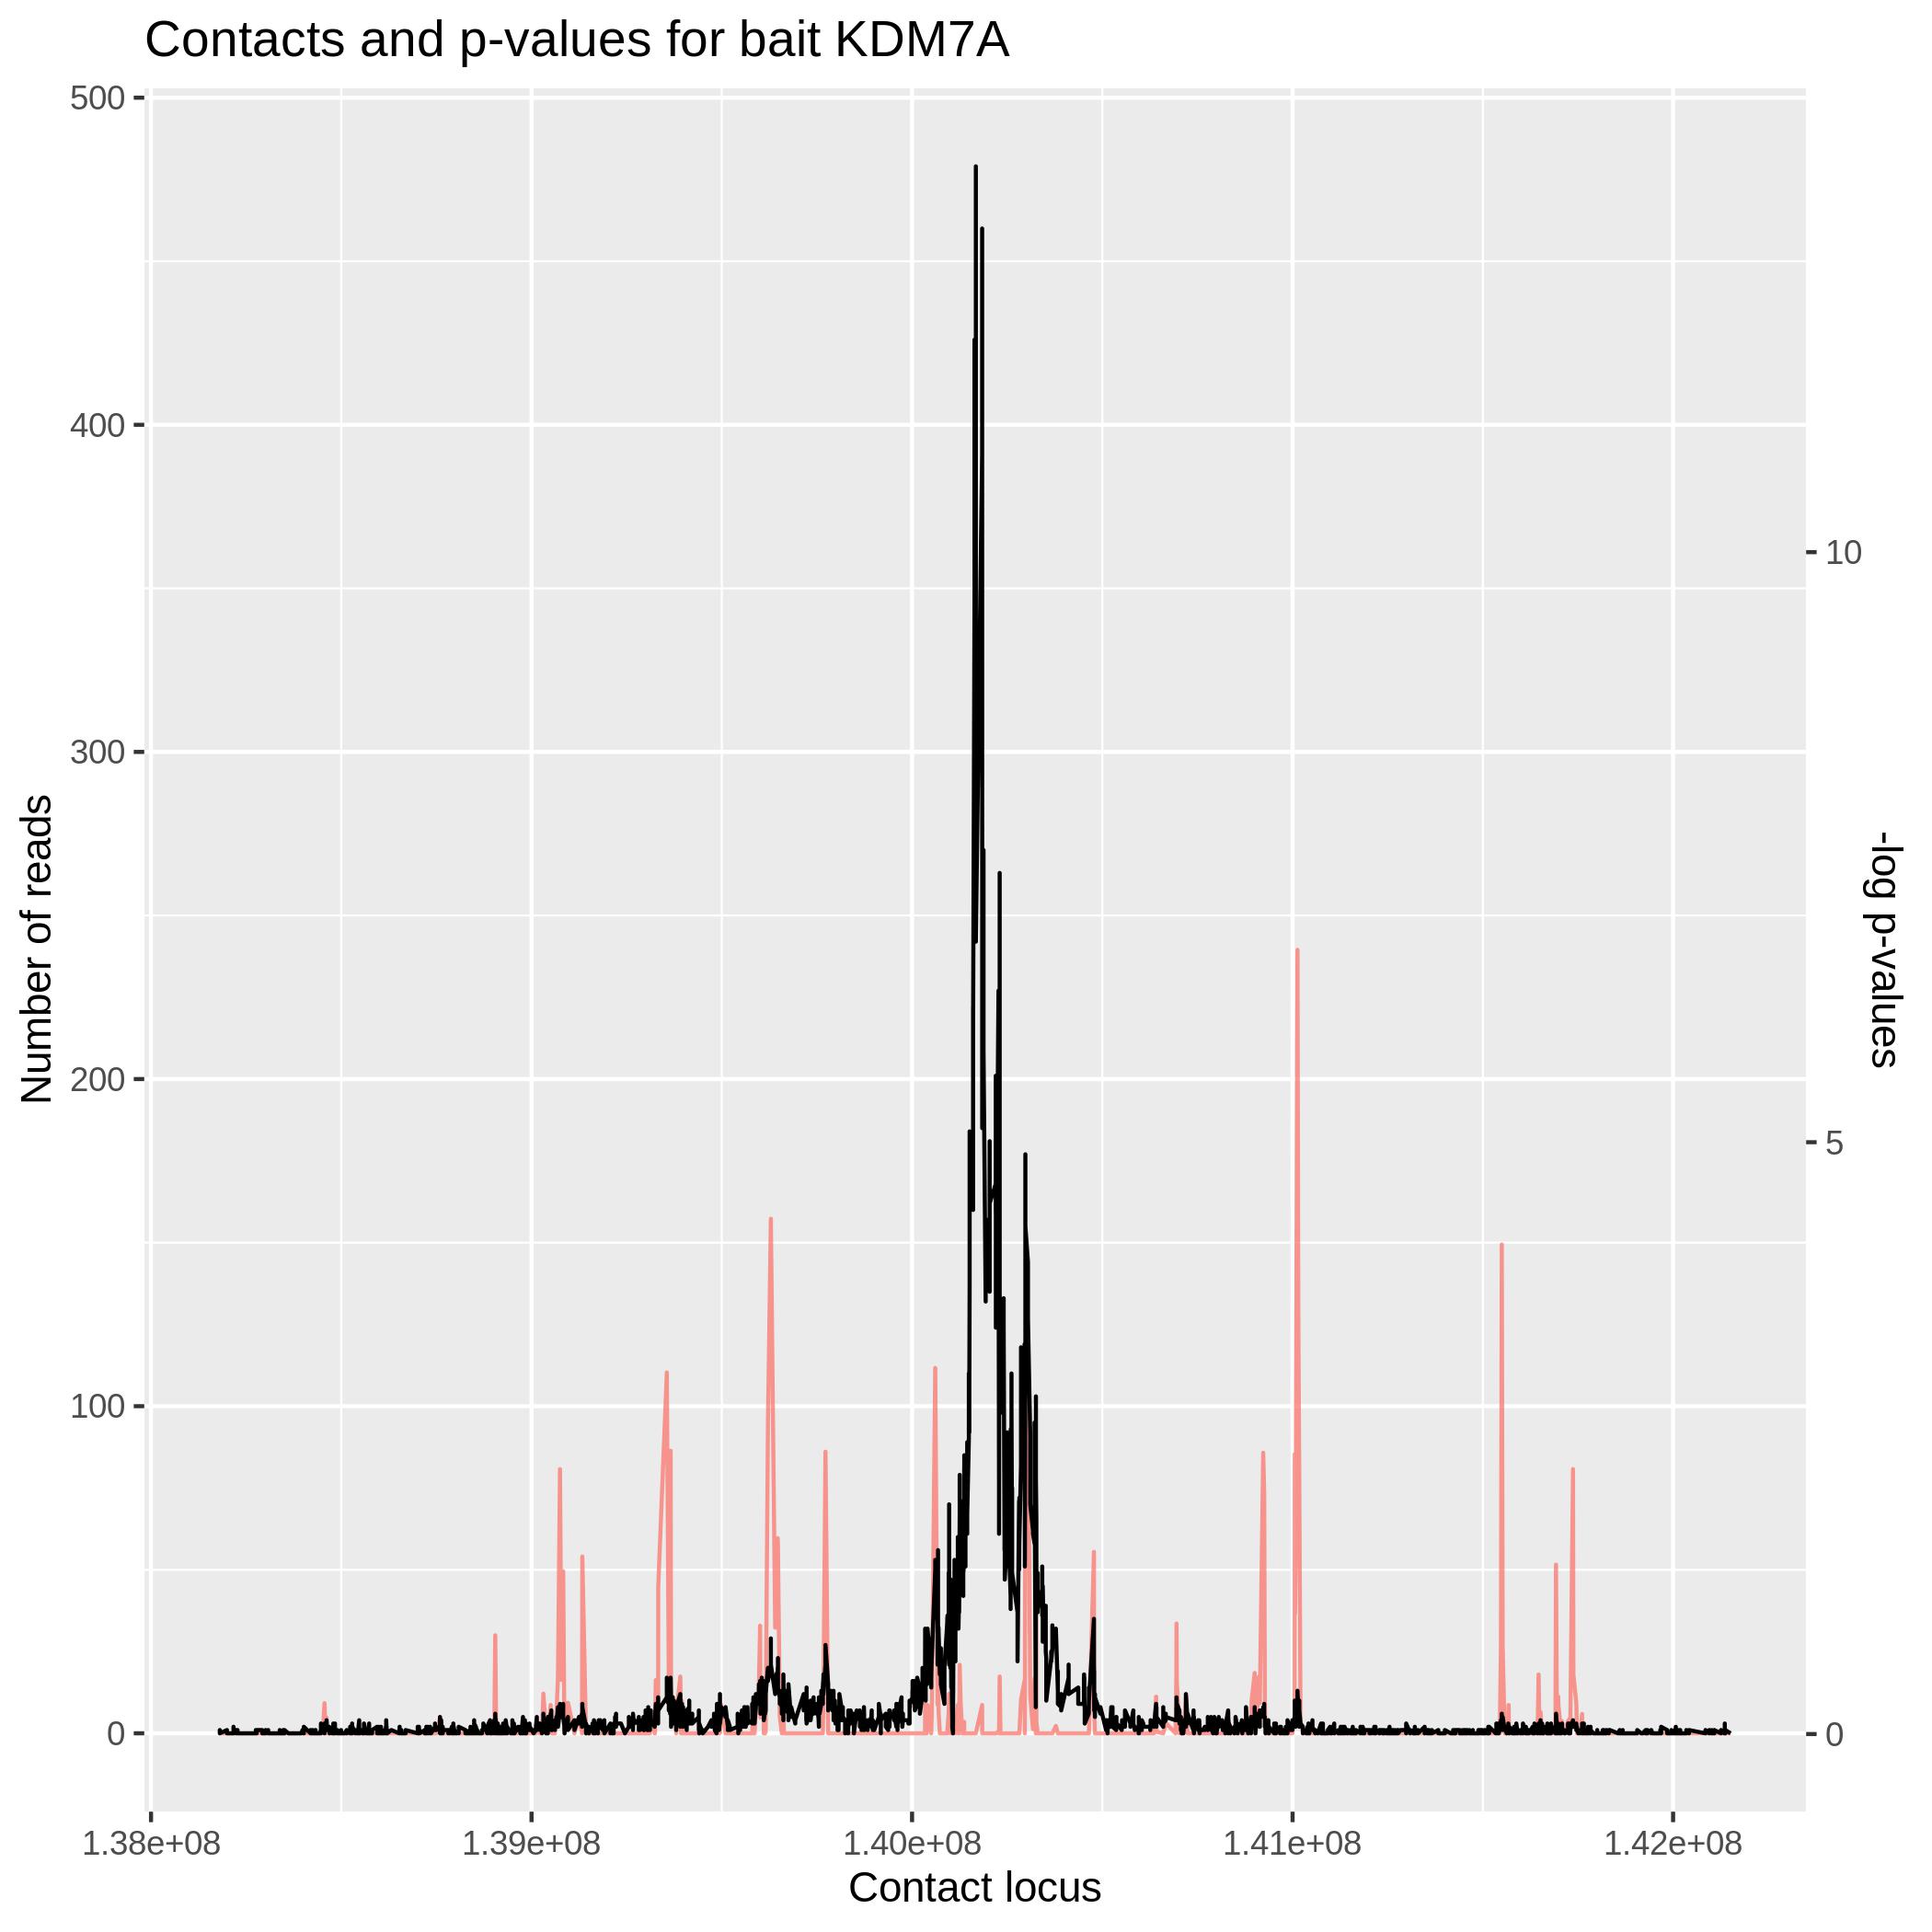 Contacts and p-values for bait KDM7A
Number of reads
500
400
300
200
100
0
10
5
0
-log p-values
1.38e+08
1.39e+08
1.40e+08
1.41e+08
1.42e+08
Contact locus